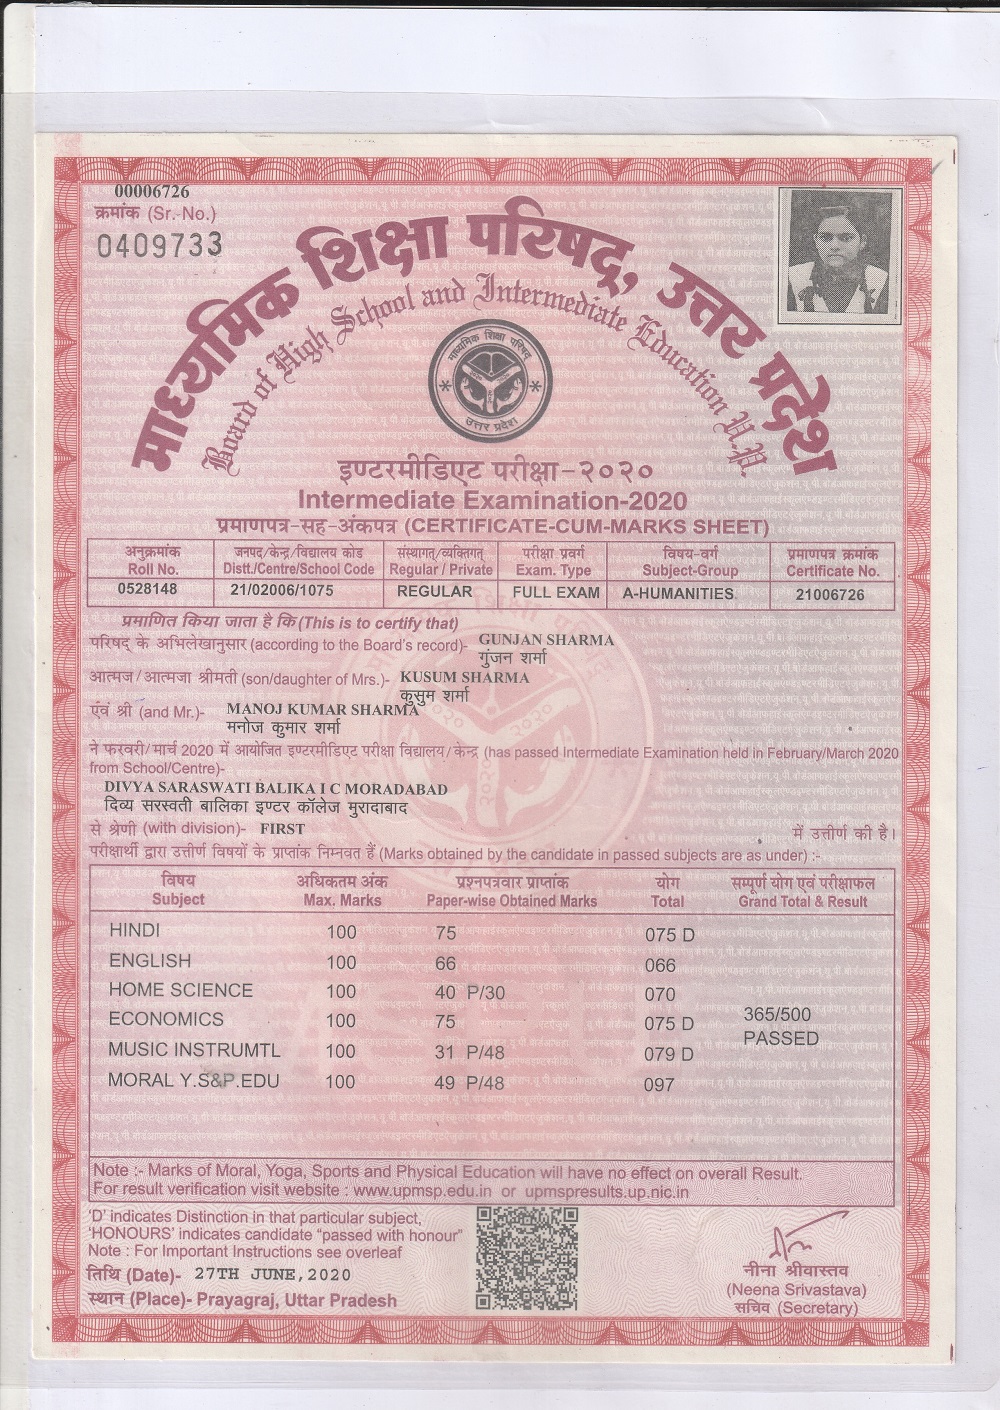 00006726
क्रमांक (Sr.-No.)
0409733
माध्यमिक शिक्षा परिषद्, उत्तर प्रदेश
Board of High School and Intermediate Education U.P.
माध्यमिक शिक्षा परिषद्
उत्तर प्रदेश
इण्टरमीडिएट परीक्षा-२०२०
Intermediate Examination-2020
प्रमाणपत्र-सह-अंकपत्र (CERTIFICATE-CUM-MARKS SHEET)
अनुक्रमांक जनपद/केन्द्र/विद्यालय कोड संस्थागत/व्यक्तिगत परीक्षा प्रवर्ग विषय-वर्ग प्रमाणपत्र क्रमांक
Roll No. Distt./Centre/School Code Regular / Private Exam. Type Subject-Group Certificate No.
0528148 21/02006/1075 REGULAR FULL EXAM A-HUMANITIES 21006726
प्रमाणित किया जाता है कि (This is to certify that)
परिषद् के अभिलेखानुसार (according to the Board's record)- GUNJAN SHARMA
गुंजन शर्मा
आत्मज/आत्मजा श्रीमती (son/daughter of Mrs.)- KUSUM SHARMA
कुसुम शर्मा
एंवं श्री (and Mr.)- MANOJ KUMAR SHARMA
मनोज कुमार शर्मा
ने फरवरी/मार्च 2020 में आयोजित इण्टरमीडिएट परीक्षा विद्यालय/केन्द्र (has passed Intermediate Examination held in February/March 2020
from School/Centre)-
DIVYA SARASWATI BALIKA I C MORADABAD
दिव्य सरस्वती बालिका इण्टर कॉलेज मुरादाबाद
से श्रेणी (with division)- FIRST में उत्तीर्ण की है।
परीक्षार्थी द्वारा उत्तीर्ण विषयों के प्राप्तांक निम्नवत हैं (Marks obtained by the candidate in passed subjects are as under) :-
विषय अधिकतम अंक प्रश्नपत्रवार प्राप्तांक योग सम्पूर्ण योग एवं परीक्षाफल
Subject Max. Marks Paper-wise Obtained Marks Total Grand Total & Result
HINDI 100 75 075 D
ENGLISH 100 66 066
HOME SCIENCE 100 40 P/30 070
ECONOMICS 100 75 075 D 365/500
PASSED
MUSIC INSTRUMTL 100 31 P/48 079 D
MORAL Y.S&P.EDU 100 49 P/48 097
Note :- Marks of Moral, Yoga, Sports and Physical Education will have no effect on overall Result.
For result verification visit website : www.upmsp.edu.in or upmspresults.up.nic.in
'D' indicates Distinction in that particular subject,
'HONOURS' indicates candidate "passed with honour"
Note : For Important Instructions see overleaf
तिथि (Date)- 27TH JUNE,2020
स्थान (Place)- Prayagraj, Uttar Pradesh
नीना श्रीवास्तव
(Neena Srivastava)
सचिव (Secretary)